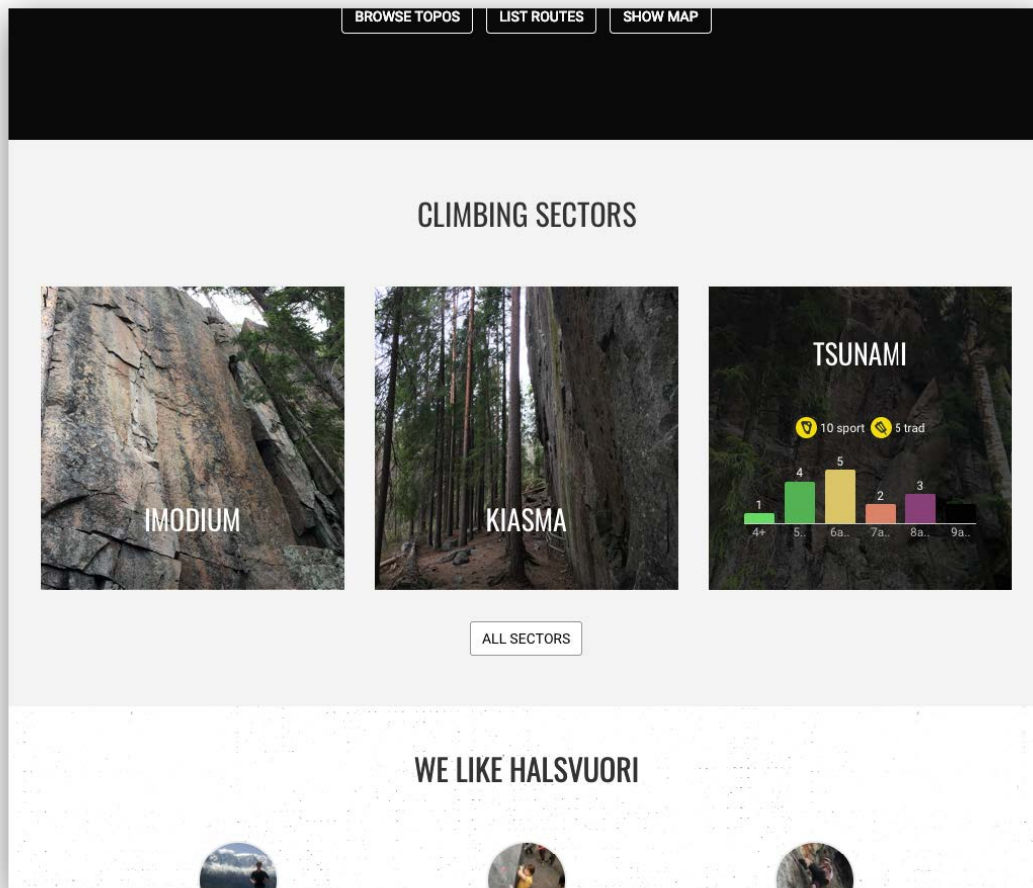 BROWSE TOPOS LIST ROUTES SHOW MAP
CLIMBING SECTORS
IMODIUM
KIASMA
TSUNAMI
10 sport 5 trad
1 4 5 2 3
4+ 5.. 6a.. 7a.. 8a.. 9a..
ALL SECTORS
WE LIKE HALSVUORI